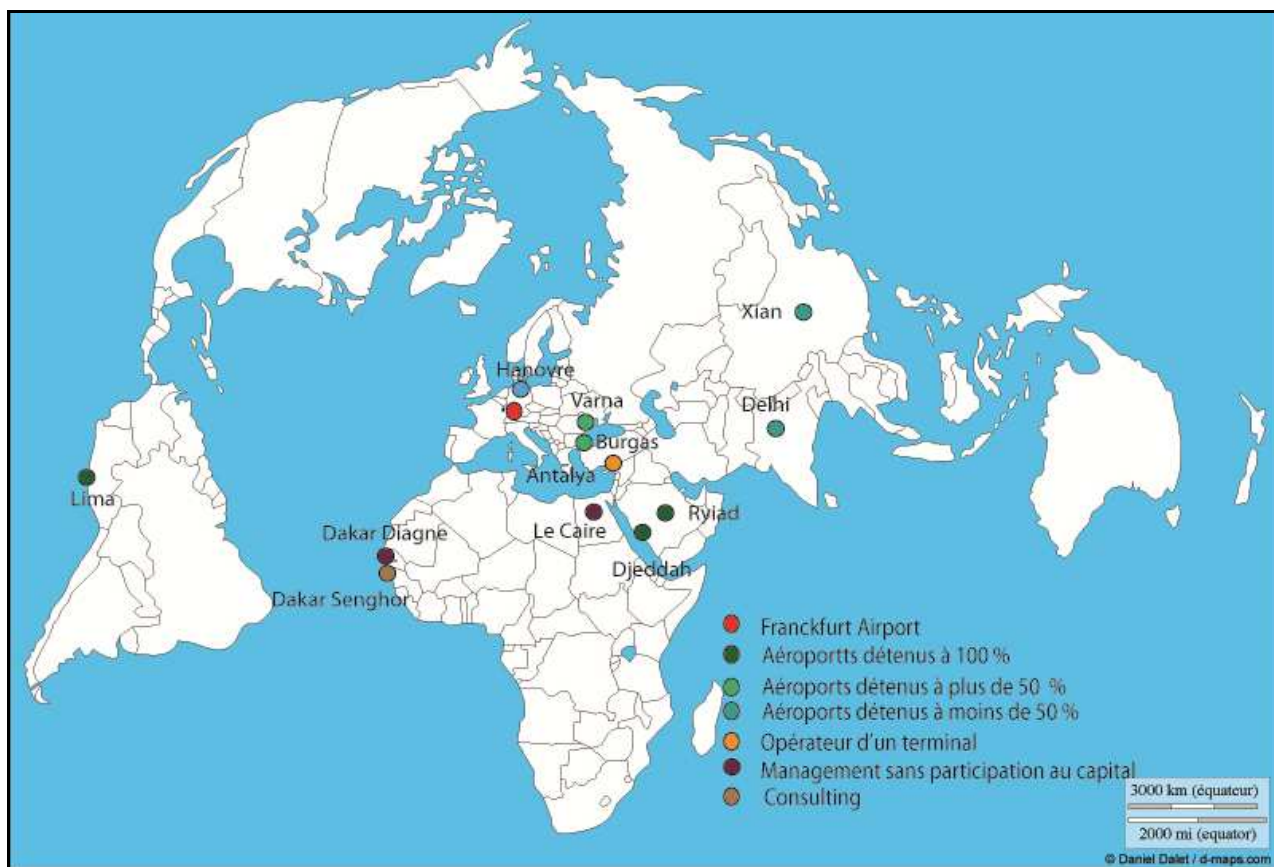 Xian
Hanovre
Varna
Delhi
Burgas
Antalya
Lima
Ryiad
Dakar Diagne
Le Caire
Djeddah
Dakar Senghor
Franckfurt Airport
Aéroportts détenus à 100 %
Aéroports détenus à plus de 50 %
Aéroports détenus à moins de 50 %
Opérateur d'un terminal
Management sans participation au capital
Consulting
3000 km (équateur)
2000 mi (equator)
© Daniel Dalet / d-maps.com